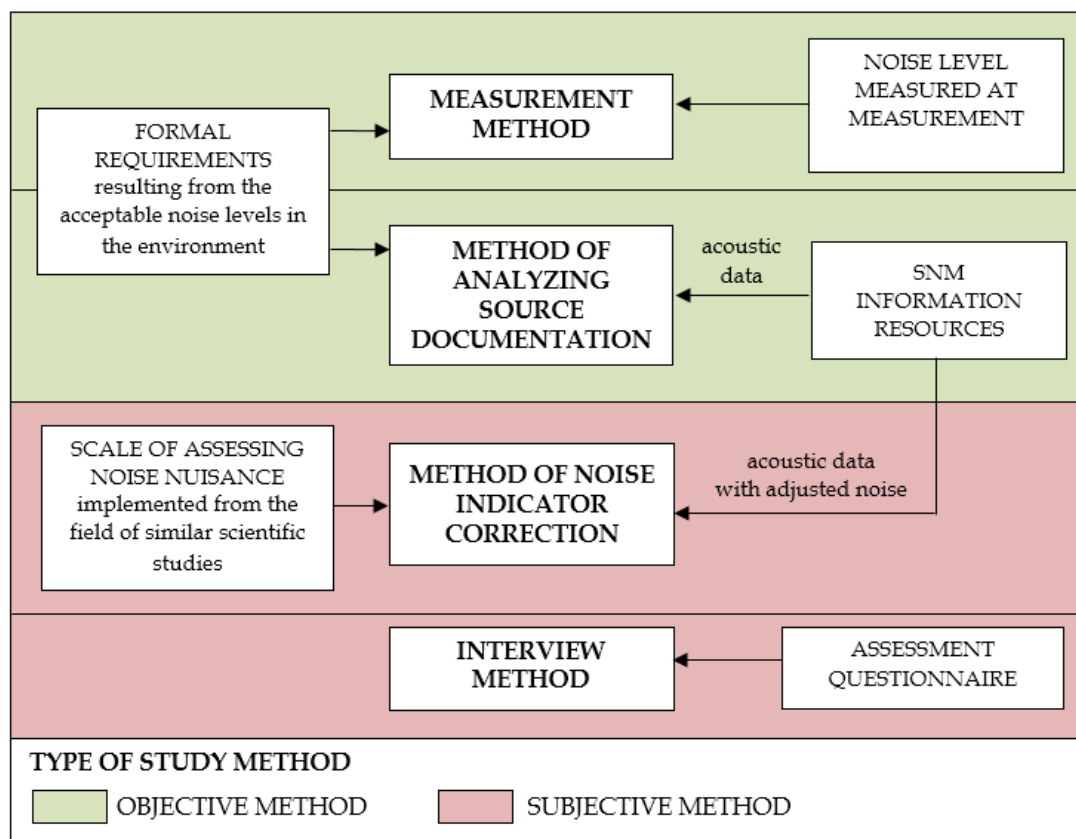 MEASUREMENT
METHOD
NOISE LEVEL
MEASURED AT
MEASUREMENT
FORMAL
REQUIREMENTS
resulting from the
acceptable noise levels in
the environment
METHOD OF
ANALYZING
SOURCE
DOCUMENTATION
acoustic
data
SNM
INFORMATION
RESOURCES
SCALE OF ASSESSING
NOISE NUISANCE
implemented from the
field of similar scientific
studies
METHOD OF NOISE
INDICATOR
CORRECTION
acoustic data
with adjusted noise
INTERVIEW
METHOD
ASSESSMENT
QUESTIONNAIRE
TYPE OF STUDY METHOD
OBJECTIVE METHOD
SUBJECTIVE METHOD